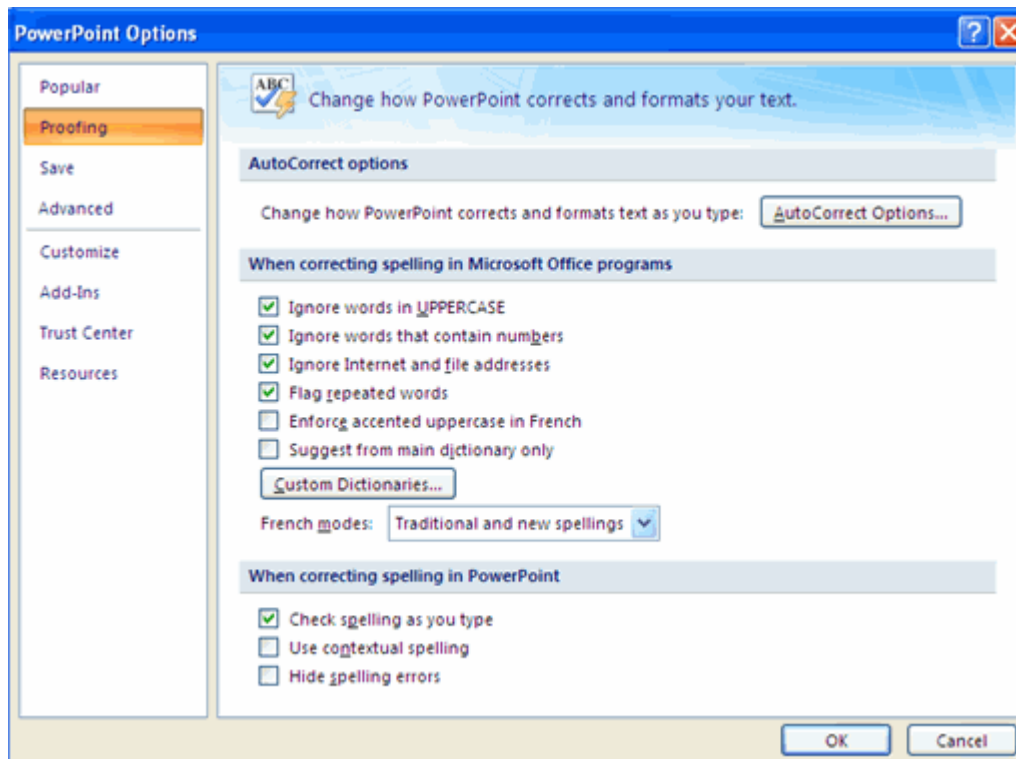 PowerPoint Options
Popular
Proofing
Save
Advanced
Customize
Add-Ins
Trust Center
Resources
ABC
Change how PowerPoint corrects and formats your text.
AutoCorrect options
Change how PowerPoint corrects and formats text as you type: AutoCorrect Options...
When correcting spelling in Microsoft Office programs
Ignore words in UPPERCASE
Ignore words that contain numbers
Ignore Internet and file addresses
Flag repeated words
Enforce accented uppercase in French
Suggest from main dictionary only
Custom Dictionaries...
French modes: Traditional and new spellings
When correcting spelling in PowerPoint
Check spelling as you type
Use contextual spelling
Hide spelling errors
OK Cancel